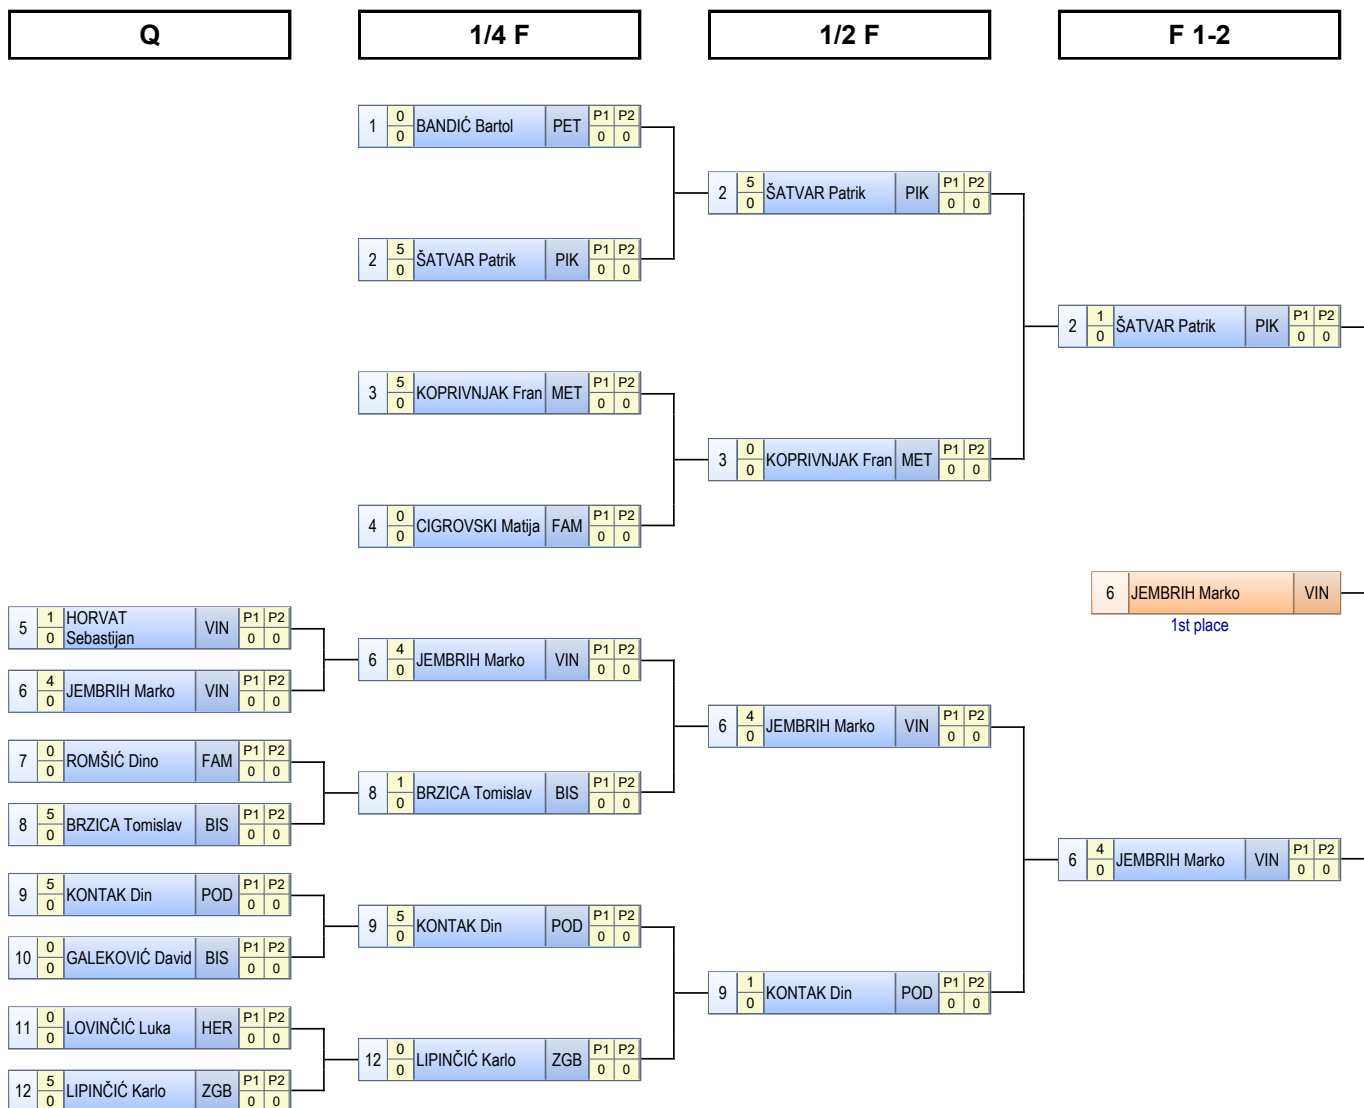 Q
1/4 F
1/2 F
F 1-2
1 0 BANDIĆ Bartol PET P1 P2
0 0 0
2 5 ŠATVAR Patrik PIK P1 P2
0 0 0
2 5 ŠATVAR Patrik PIK P1 P2
0 0 0
2 1 ŠATVAR Patrik PIK P1 P2
0 0 0
3 5 KOPRIVNJAK Fran MET P1 P2
0 0 0
3 0 KOPRIVNJAK Fran MET P1 P2
0 0 0
4 0 CIGROVSKI Matija FAM P1 P2
0 0 0
6 JEMBRIH Marko VIN
1st place
5 1 HORVAT
Sebastijan VIN P1 P2
0 0 0
6 4 JEMBRIH Marko VIN P1 P2
0 0 0
6 4 JEMBRIH Marko VIN P1 P2
0 0 0
6 4 JEMBRIH Marko VIN P1 P2
0 0 0
7 0 ROMŠIĆ Dino FAM P1 P2
0 0 0
8 1 BRZICA Tomislav BIS P1 P2
0 0 0
8 5 BRZICA Tomislav BIS P1 P2
0 0 0
6 4 JEMBRIH Marko VIN P1 P2
0 0 0
9 5 KONTAK Din POD P1 P2
0 0 0
9 5 KONTAK Din POD P1 P2
0 0 0
10 0 GALEKOVIĆ David BIS P1 P2
0 0 0
9 1 KONTAK Din POD P1 P2
0 0 0
11 0 LOVINČIĆ Luka HER P1 P2
0 0 0
12 0 LIPINČIĆ Karlo ZGB P1 P2
0 0 0
12 5 LIPINČIĆ Karlo ZGB P1 P2
0 0 0